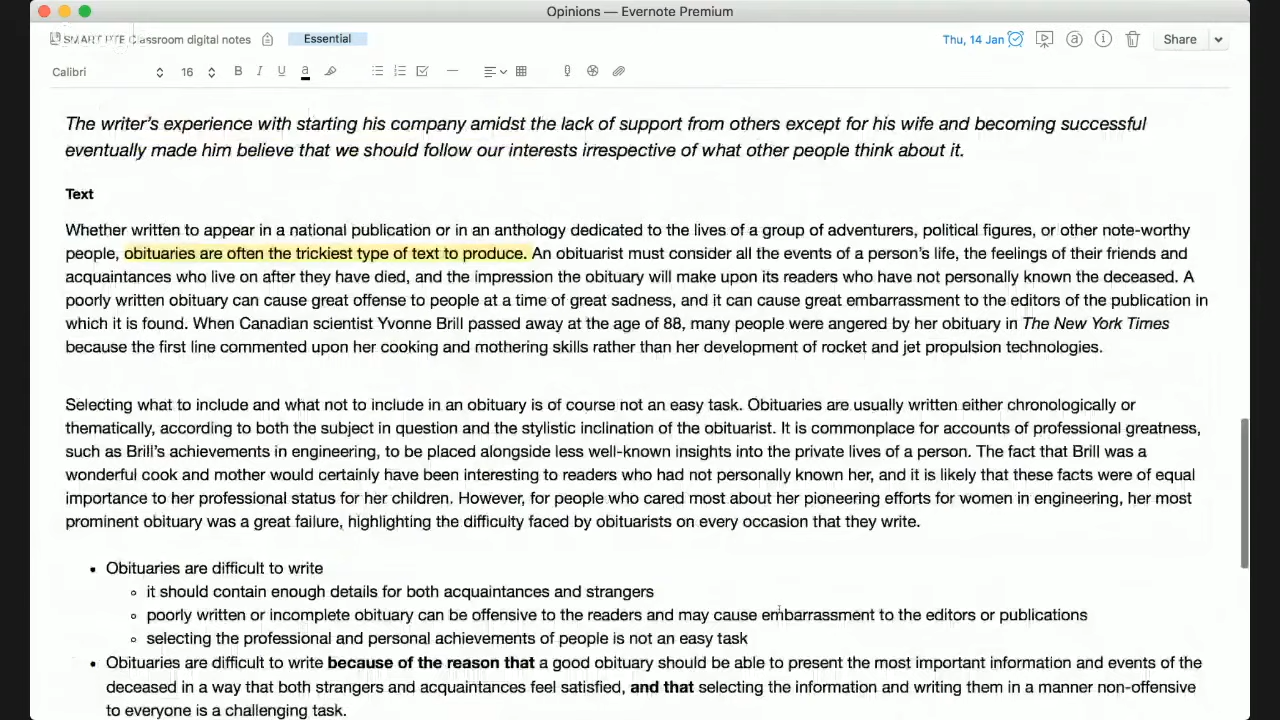 Opinions — Evernote Premium
SMART PTE Classroom digital notes
Essential
Thu, 14 Jan
Share
Calibri 16 B I U a
The writer's experience with starting his company amidst the lack of support from others except for his wife and becoming successful
eventually made him believe that we should follow our interests irrespective of what other people think about it.
Text
Whether written to appear in a national publication or in an anthology dedicated to the lives of a group of adventurers, political figures, or other note-worthy
people, obituaries are often the trickiest type of text to produce. An obituarist must consider all the events of a person's life, the feelings of their friends and
acquaintances who live on after they have died, and the impression the obituary will make upon its readers who have not personally known the deceased. A
poorly written obituary can cause great offense to people at a time of great sadness, and it can cause great embarrassment to the editors of the publication in
which it is found. When Canadian scientist Yvonne Brill passed away at the age of 88, many people were angered by her obituary in The New York Times
because the first line commented upon her cooking and mothering skills rather than her development of rocket and jet propulsion technologies.
Selecting what to include and what not to include in an obituary is of course not an easy task. Obituaries are usually written either chronologically or
thematically, according to both the subject in question and the stylistic inclination of the obituarist. It is commonplace for accounts of professional greatness,
such as Brill's achievements in engineering, to be placed alongside less well-known insights into the private lives of a person. The fact that Brill was a
wonderful cook and mother would certainly have been interesting to readers who had not personally known her, and it is likely that these facts were of equal
importance to her professional status for her children. However, for people who cared most about her pioneering efforts for women in engineering, her most
prominent obituary was a great failure, highlighting the difficulty faced by obituarists on every occasion that they write.
• Obituaries are difficult to write
◦ it should contain enough details for both acquaintances and strangers
◦ poorly written or incomplete obituary can be offensive to the readers and may cause embarrassment to the editors or publications
◦ selecting the professional and personal achievements of people is not an easy task
• Obituaries are difficult to write because of the reason that a good obituary should be able to present the most important information and events of the
deceased in a way that both strangers and acquaintances feel satisfied, and that selecting the information and writing them in a manner non-offensive
to everyone is a challenging task.